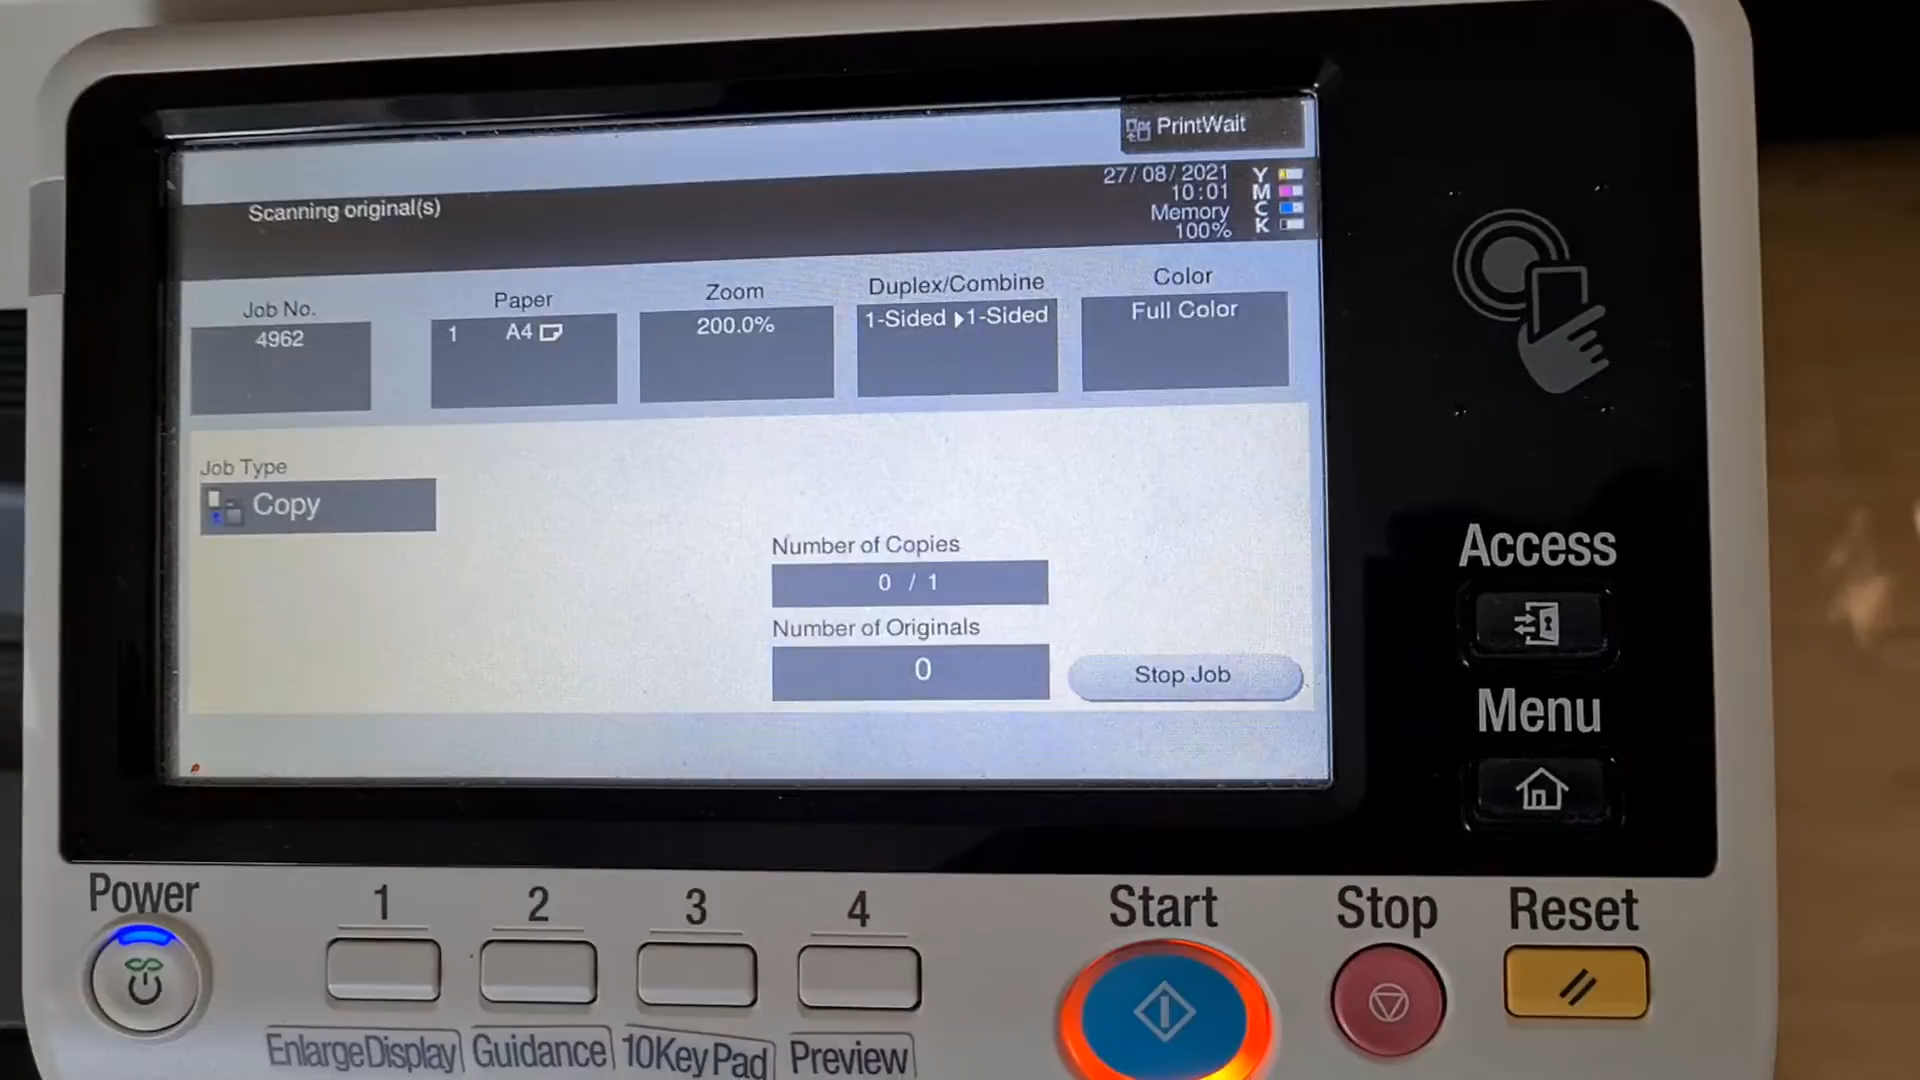 PrintWait
Scanning original(s)
27/08/2021
10:01
Memory
100%
Y
M
C
K
Job No.
4962
Paper
1 A4
Zoom
200.0%
Duplex/Combine
1-Sided ▶1-Sided
Color
Full Color
Job Type
Copy
Number of Copies
0 / 1
Number of Originals
0
Stop Job
Access
Menu
Power
1 2 3 4
Start
Stop
Reset
EnlargeDisplay
Guidance
10KeyPad
Preview